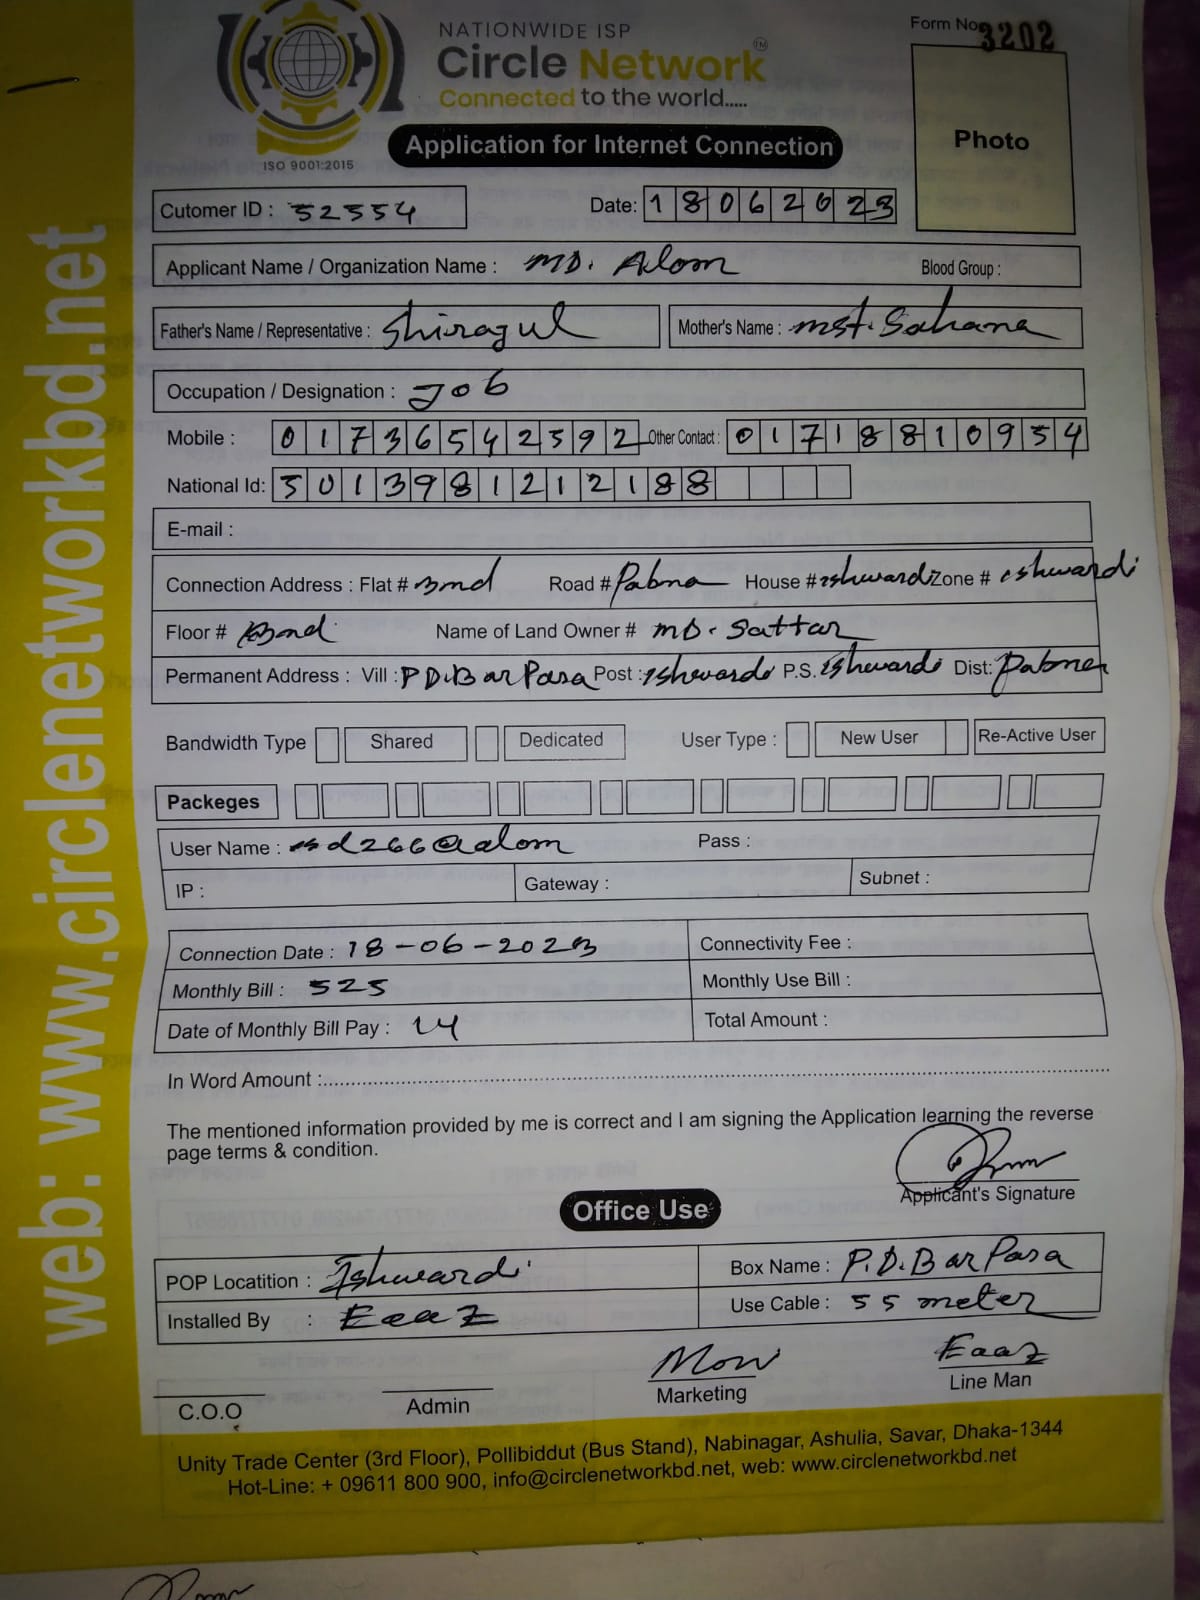 NATIONWIDE ISP
Circle Network TM
Connected to the world.....
ISO 9001:2015
Form No 3202
Photo
Application for Internet Connection
Cutomer ID : 52554 Date: 18062023
Applicant Name / Organization Name : MD. Alom Blood Group :
Father's Name / Representative : Shiragul Mother's Name : mst. Sahana
Occupation / Designation : Job
Mobile : 01736542592 Other Contact : 01718810954
National Id: 5013981212188
E-mail :
Connection Address : Flat # Road # Pabna House # ishwardi Zone # ishwardi
Floor # Name of Land Owner # MD. Sattar
Permanent Address : Vill : P.D.B ar Para Post : ishwardi P.S. ishwardi Dist: Pabna
Bandwidth Type Shared Dedicated User Type : New User Re-Active User
Packeges
User Name : d266@alom Pass :
IP : Gateway : Subnet :
Connection Date : 18-06-2023 Connectivity Fee :
Monthly Bill : 525 Monthly Use Bill :
Date of Monthly Bill Pay : 14 Total Amount :
In Word Amount :
The mentioned information provided by me is correct and I am signing the Application learning the reverse
page terms & condition.
Applicant's Signature
Office Use
POP Locatition : Ishwardi Box Name : P.D.B ar Para
Installed By : Eaaz Use Cable : 55 meter
Eaaz
C.O.O Admin Marketing Line Man
Unity Trade Center (3rd Floor), Pollibiddut (Bus Stand), Nabinagar, Ashulia, Savar, Dhaka-1344
Hot-Line: + 09611 800 900, info@circlenetworkbd.net, web: www.circlenetworkbd.net
web: www.circlenetworkbd.net